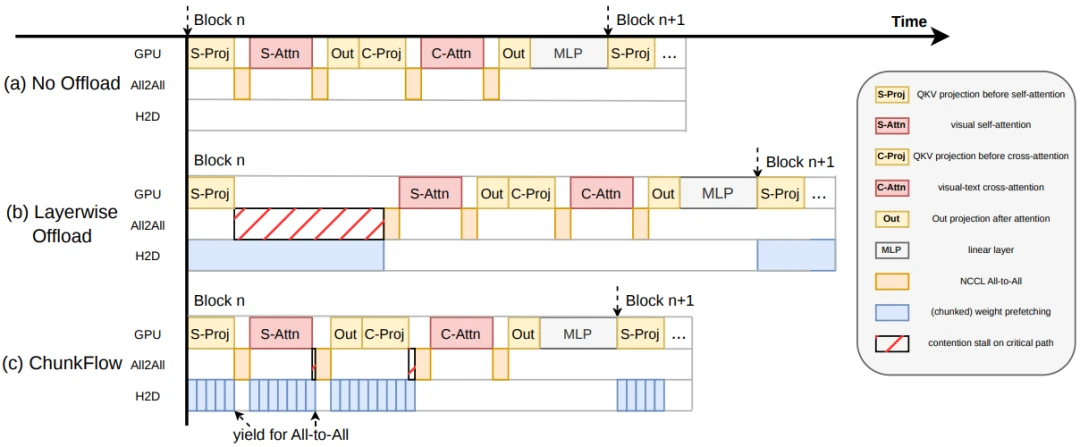 Block n
Block n+1
Time
GPU
S-Proj
S-Attn
Out
C-Proj
C-Attn
Out
MLP
S-Proj
...
(a) No Offload
All2All
H2D
Block n
Block n+1
GPU
S-Proj
S-Attn
Out
C-Proj
C-Attn
Out
MLP
S-Proj
...
(b) Layerwise
Offload
All2All
H2D
Block n
Block n+1
GPU
S-Proj
S-Attn
Out
C-Proj
C-Attn
Out
MLP
S-Proj
...
(c) ChunkFlow
All2All
H2D
yield for All-to-All
S-Proj
QKV projection before self-attention
S-Attn
visual self-attention
C-Proj
QKV projection before cross-attention
C-Attn
visual-text cross-attention
Out
Out projection after attention
MLP
linear layer
NCCL All-to-All
(chunked) weight prefetching
contention stall on critical path